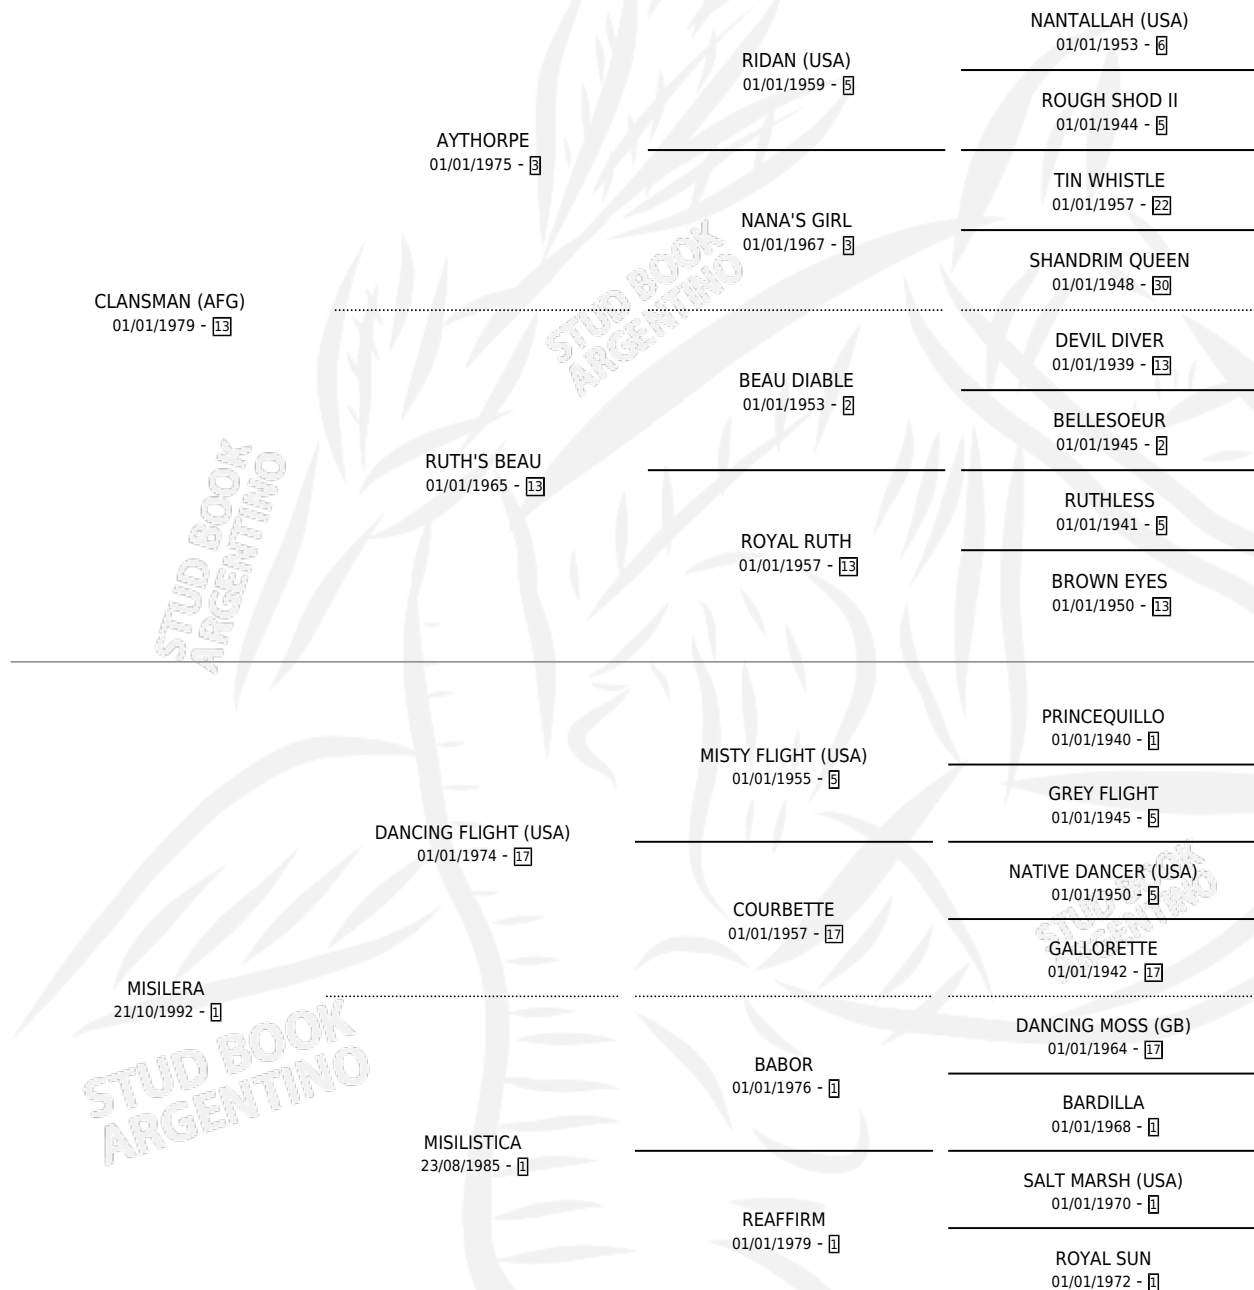 NANTALLAH (USA)
01/01/1953 - 6
RIDAN (USA)
01/01/1959 - 5
ROUGH SHOD II
01/01/1944 - 5
AYTHORPE
01/01/1975 - 3
TIN WHISTLE
01/01/1957 - 22
NANA'S GIRL
01/01/1967 - 3
SHANDRIM QUEEN
01/01/1948 - 30
CLANSMAN (AFG)
01/01/1979 - 13
DEVIL DIVER
01/01/1939 - 13
BEAU DIABLE
01/01/1953 - 2
BELLESOEUR
01/01/1945 - 2
RUTH'S BEAU
01/01/1965 - 13
RUTHLESS
01/01/1941 - 5
ROYAL RUTH
01/01/1957 - 13
BROWN EYES
01/01/1950 - 13
PRINCEQUILLO
01/01/1940 - 1
MISTY FLIGHT (USA)
01/01/1955 - 5
GREY FLIGHT
01/01/1945 - 5
DANCING FLIGHT (USA)
01/01/1974 - 17
NATIVE DANCER (USA)
01/01/1950 - 5
COURBETTE
01/01/1957 - 17
GALLORETTE
01/01/1942 - 17
MISILERA
21/10/1992 - 1
DANCING MOSS (GB)
01/01/1964 - 17
BABOR
01/01/1976 - 1
BARDILLA
01/01/1968 - 1
MISILISTICA
23/08/1985 - 1
SALT MARSH (USA)
01/01/1970 - 1
REAFFIRM
01/01/1979 - 1
ROYAL SUN
01/01/1972 - 1
STUD BOOK
ARGENTINO
STUD BOOK
ARGENTINO
STUD BOOK
ARGENTINO
STUD BOOK
ARGENTINO